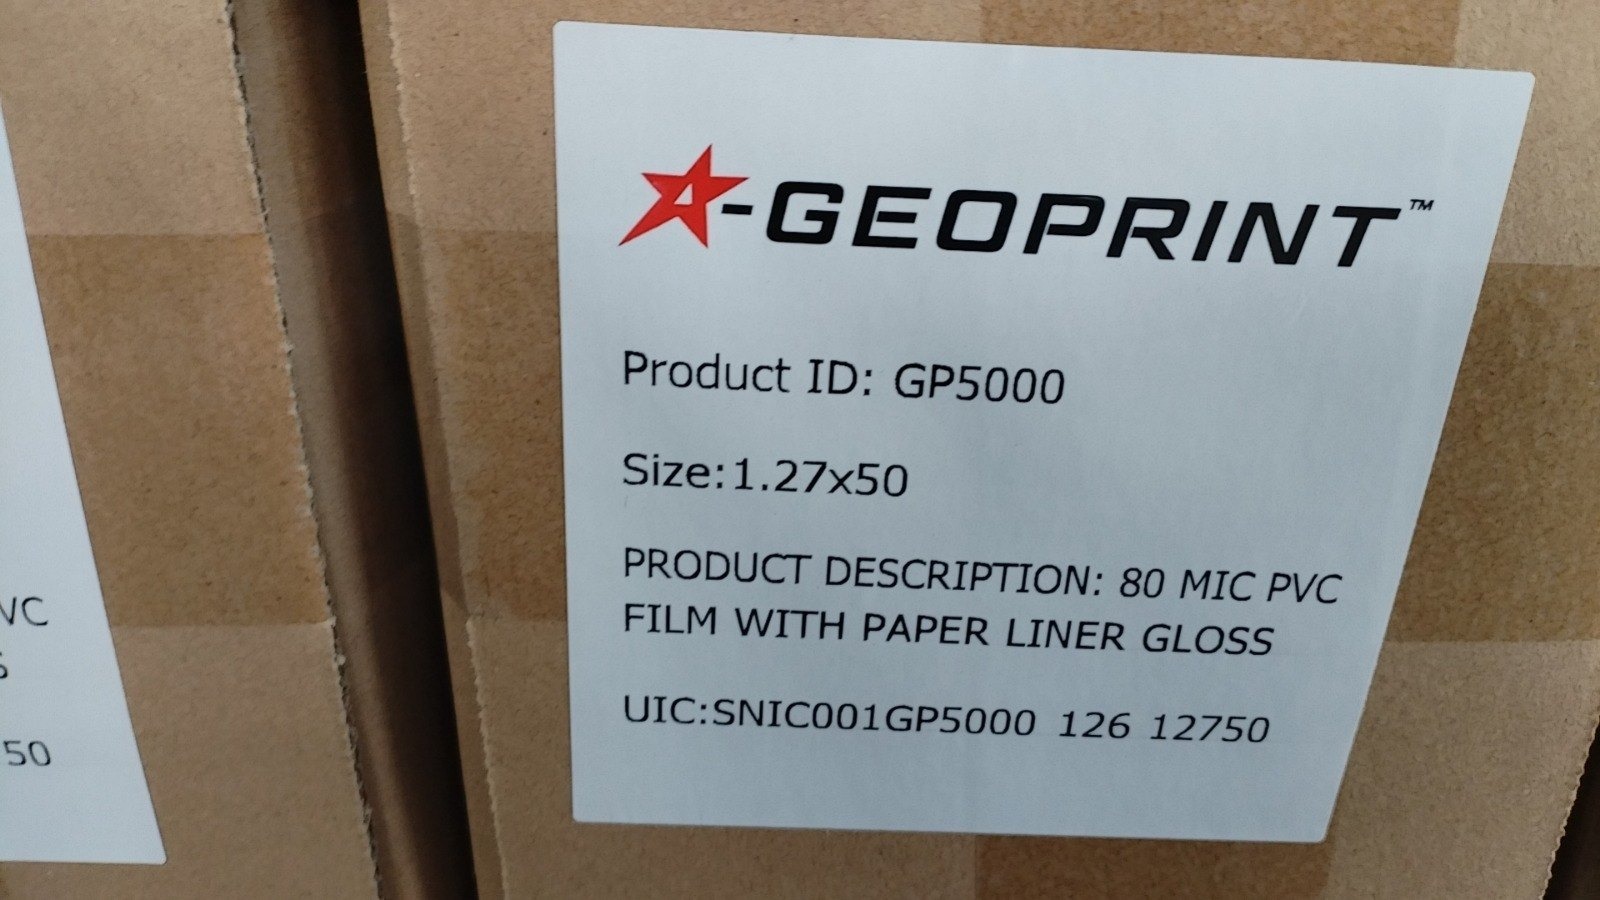 A-GEOPRINT™
Product ID: GP5000
Size:1.27x50
PRODUCT DESCRIPTION: 80 MIC PVC
FILM WITH PAPER LINER GLOSS
UIC:SNIC001GP5000 126 12750
VC
S
50